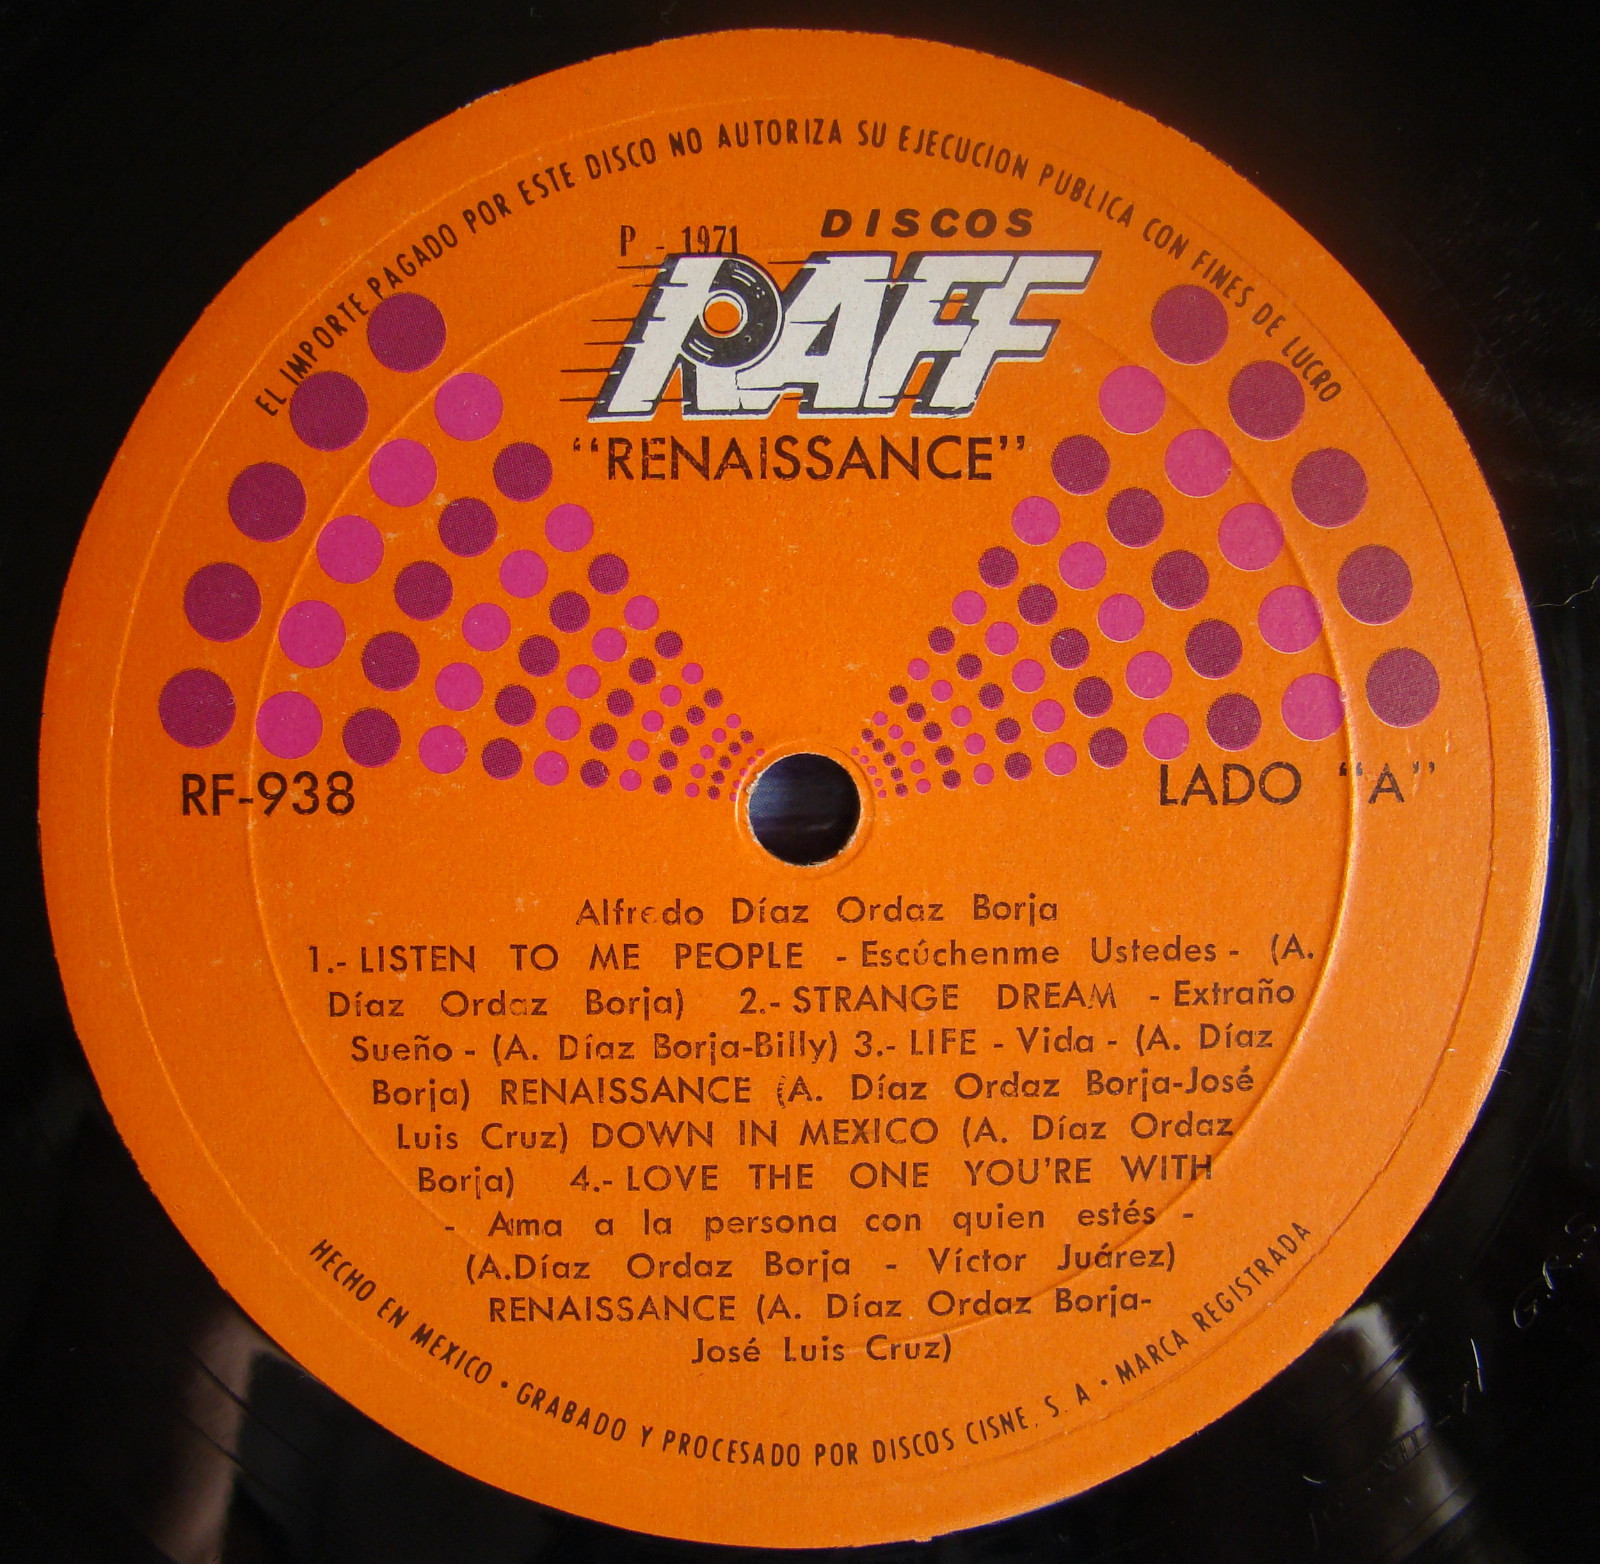 EL IMPORTE PAGADO POR ESTE DISCO NO AUTORIZA SU EJECUCION PUBLICA CON FINES DE LUCRO
P - 1971
DISCOS
RAFF
“RENAISSANCE”
RF-938
LADO “A”
Alfredo Díaz Ordaz Borja
1.- LISTEN TO ME PEOPLE - Escúchenme Ustedes - (A.
Díaz Ordaz Borja) 2.- STRANGE DREAM - Extraño
Sueño - (A. Díaz Borja-Billy) 3.- LIFE - Vida - (A. Díaz
Borja) RENAISSANCE (A. Díaz Ordaz Borja-José
Luis Cruz) DOWN IN MEXICO (A. Díaz Ordaz
Borja) 4.- LOVE THE ONE YOU'RE WITH
- Ama a la persona con quien estés -
(A.Díaz Ordaz Borja - Víctor Juárez)
RENAISSANCE (A. Díaz Ordaz Borja-
José Luis Cruz)
HECHO EN MEXICO • GRABADO Y PROCESADO POR DISCOS CISNE. S. A • MARCA REGISTRADA